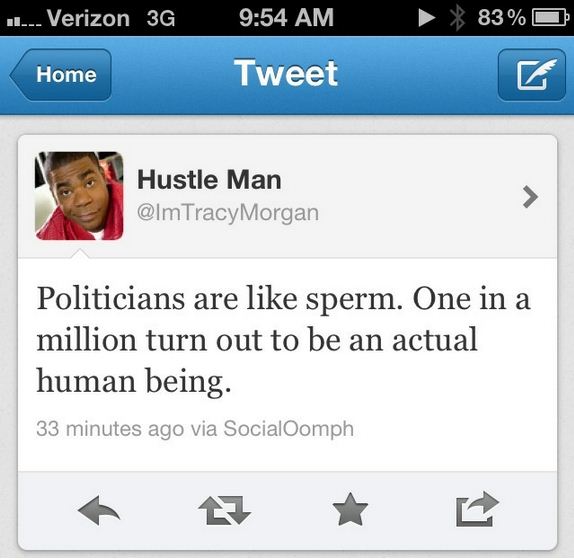 Verizon 3G 9:54 AM 83%
Home Tweet
Hustle Man
@ImTracyMorgan
Politicians are like sperm. One in a
million turn out to be an actual
human being.
33 minutes ago via SocialOomph